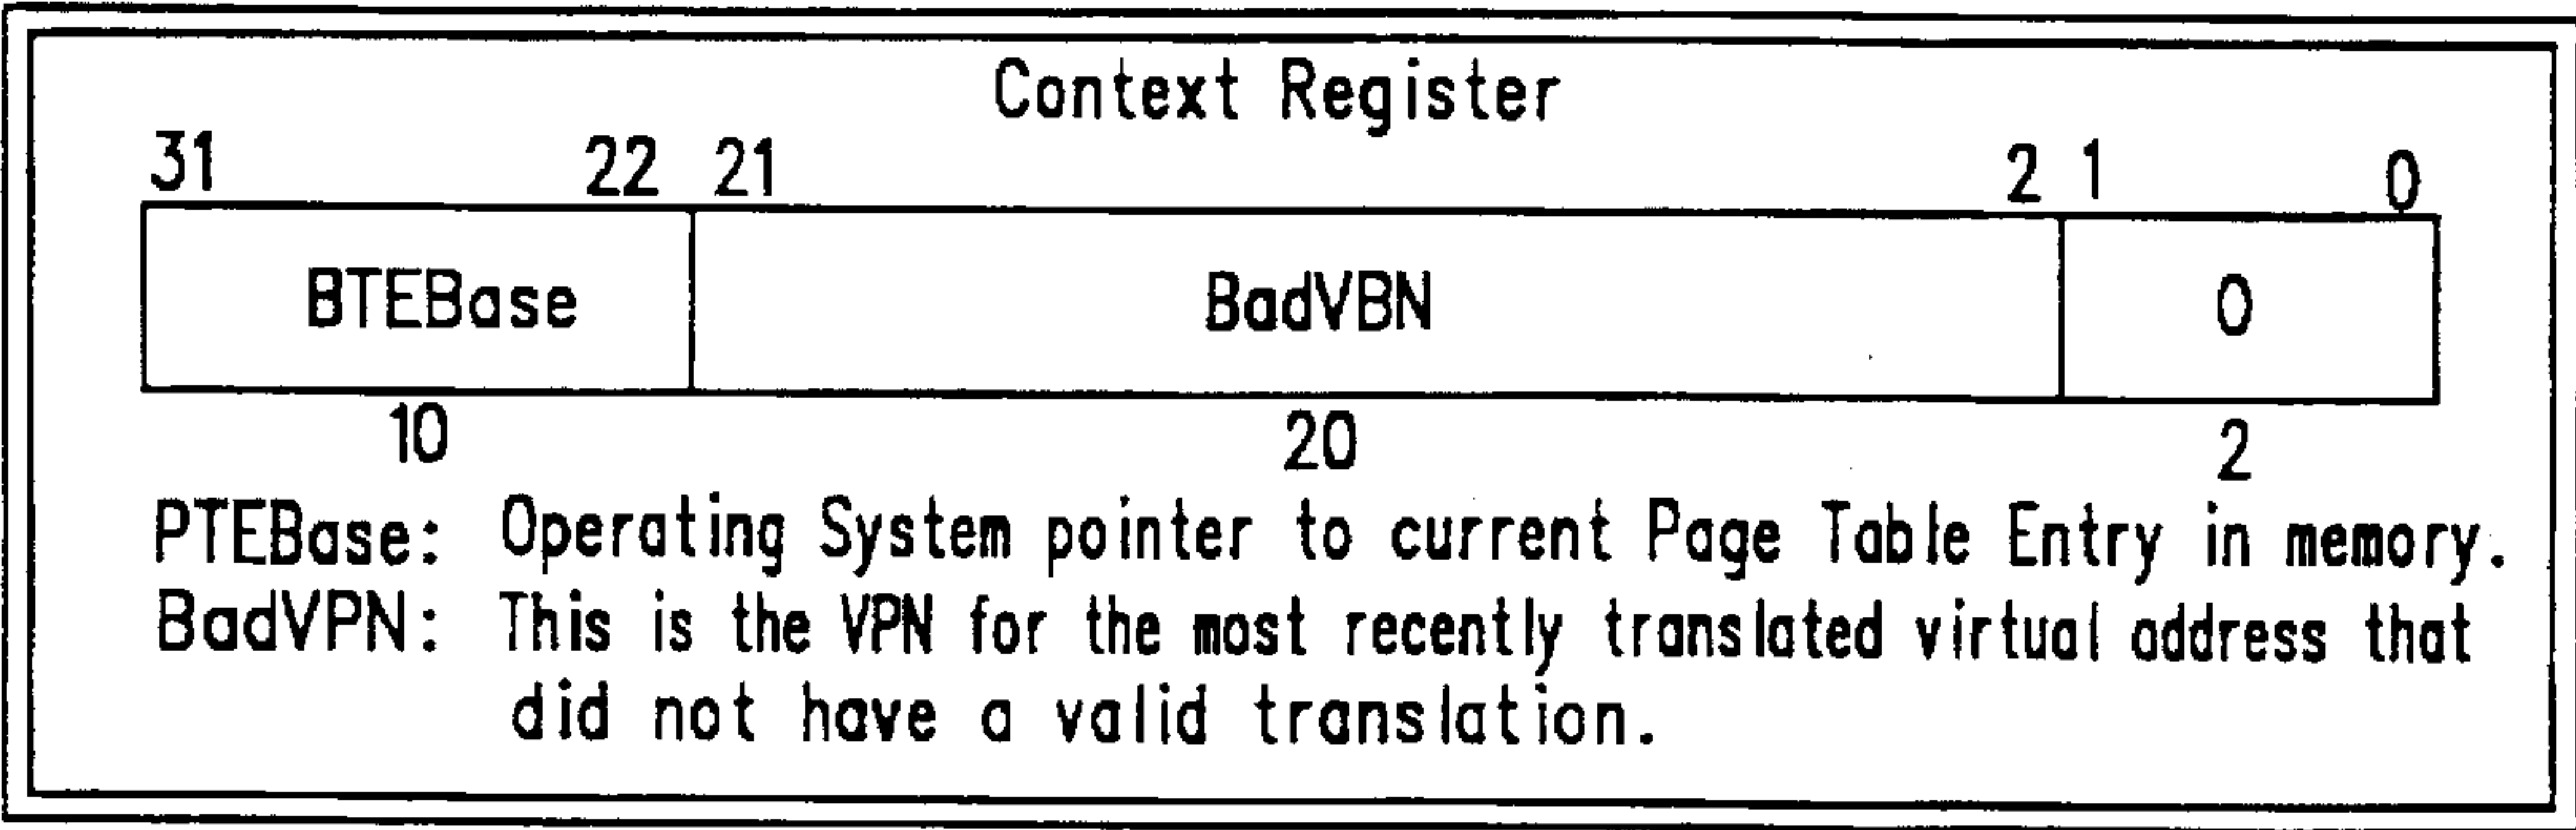 Context Register
31 22 21 2 1 0
BTEBase BadVBN 0
10 20 2
PTEBase: Operating System pointer to current Page Table Entry in memory.
BadVPN: This is the VPN for the most recently translated virtual address that
did not have a valid translation.